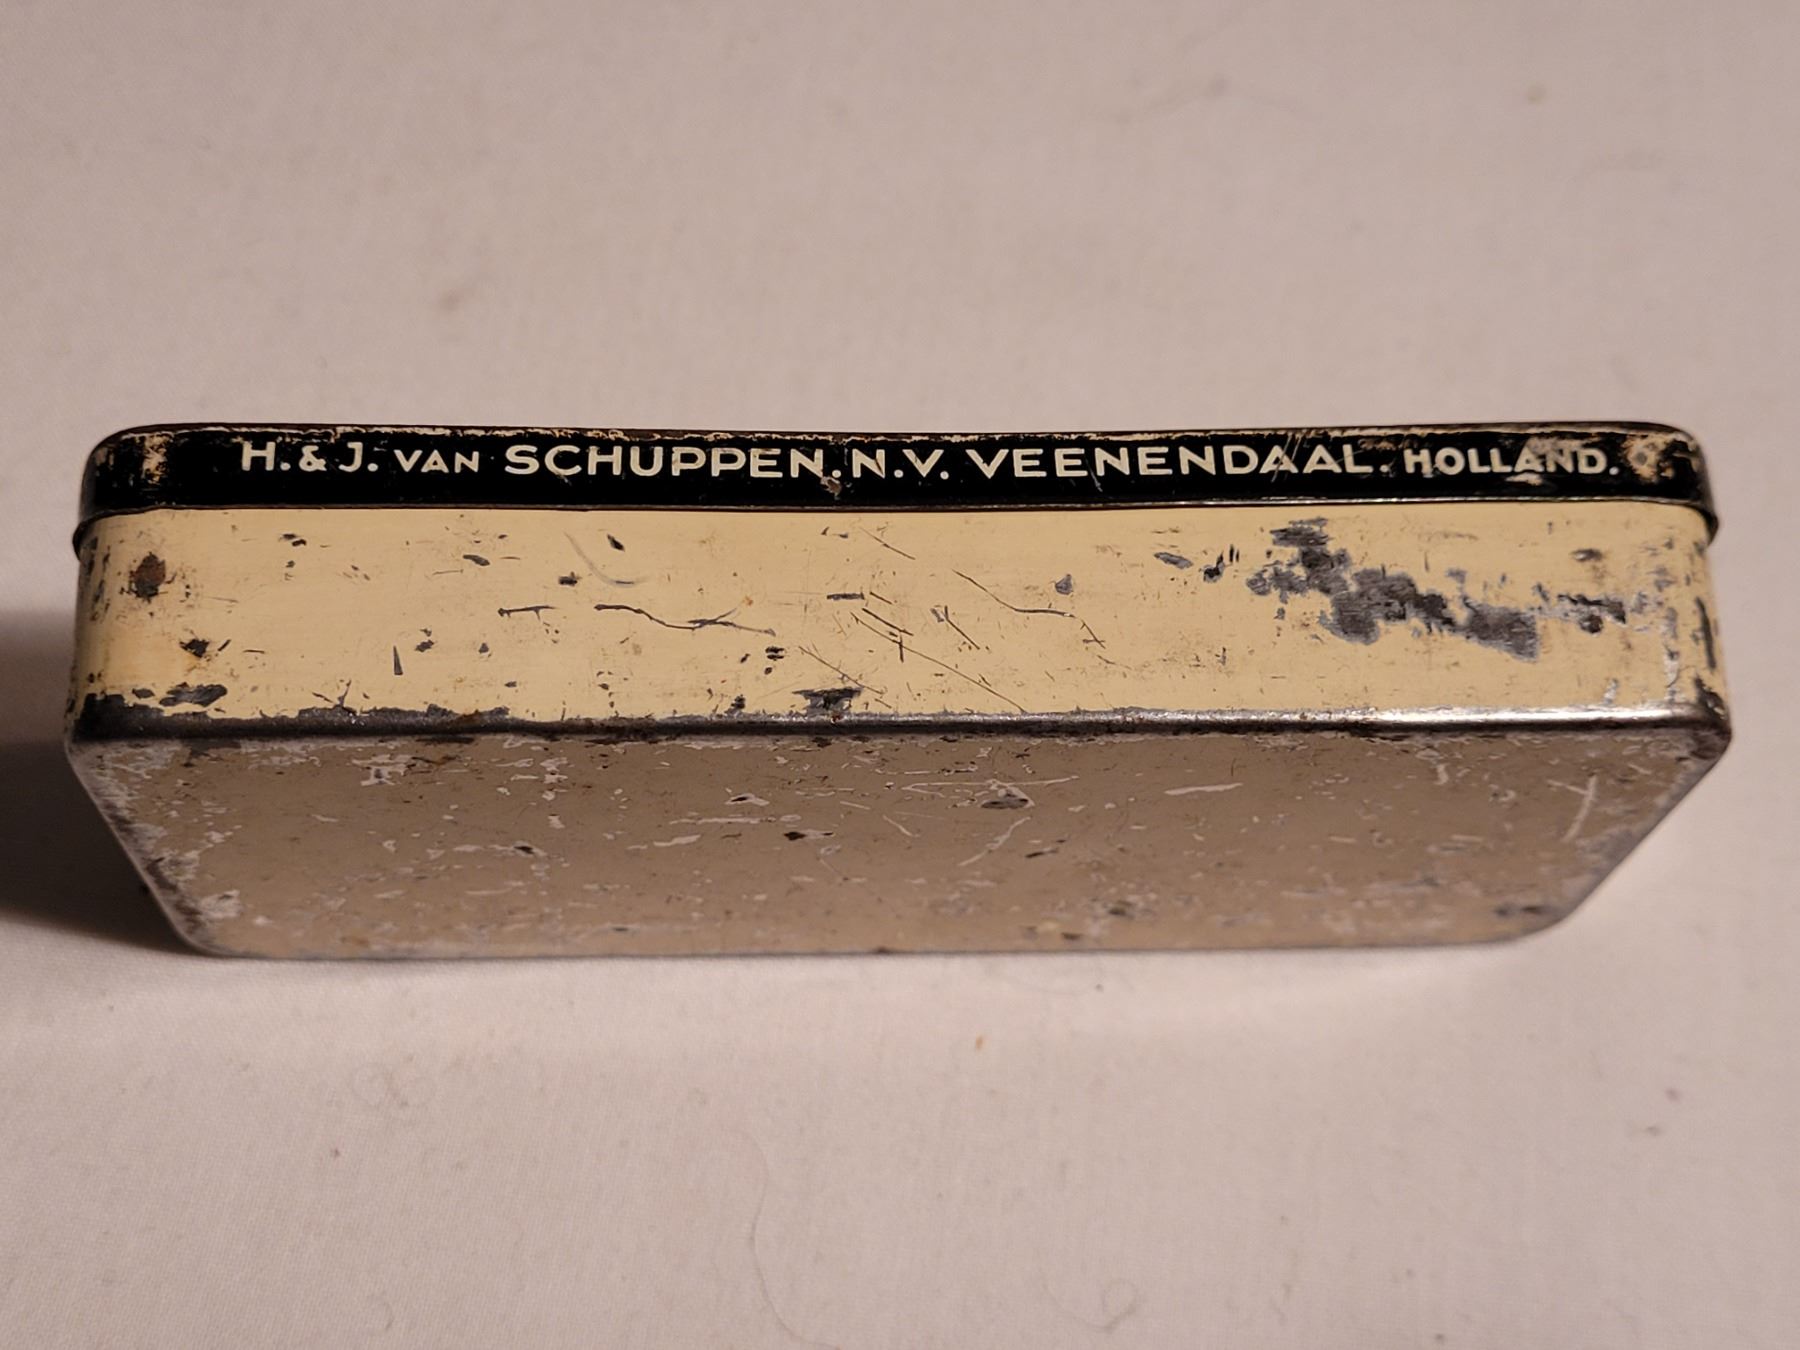 H. & J. VAN SCHUPPEN. N.V. VEENENDAAL. HOLLAND.